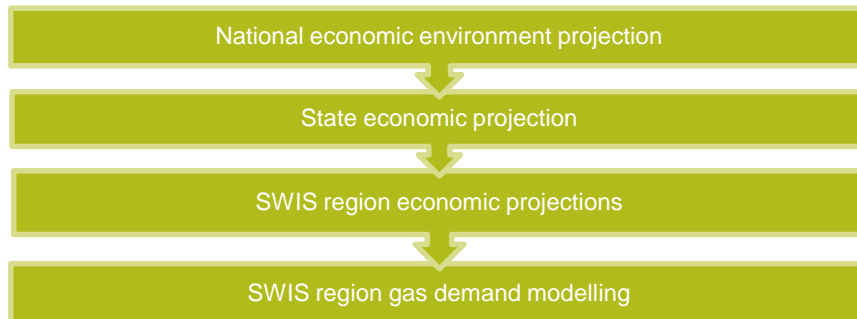 National economic environment projection
State economic projection
SWIS region economic projections
SWIS region gas demand modelling